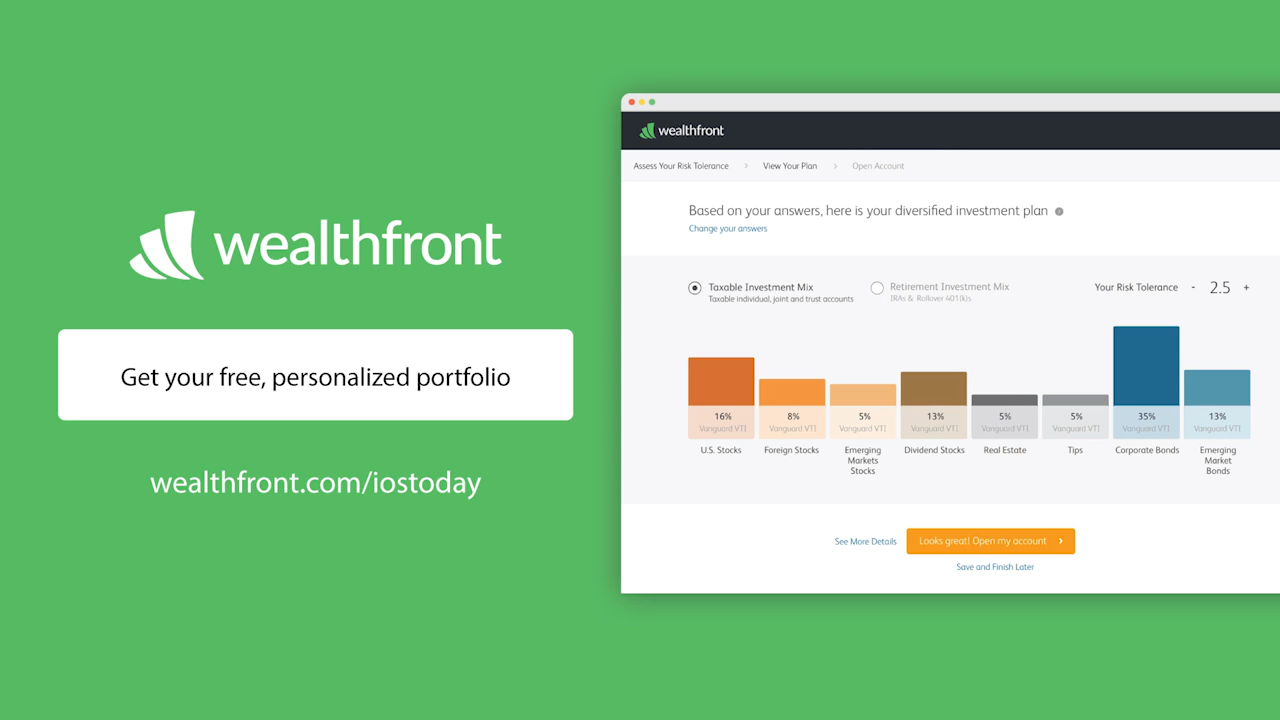 wealthfront
Get your free, personalized portfolio
wealthfront.com/iostoday
wealthfront
Assess Your Risk Tolerance > View Your Plan > Open Account
Based on your answers, here is your diversified investment plan
Change your answers
Taxable Investment Mix
Taxable individual, joint and trust accounts
Retirement Investment Mix
IRAs & Rollover 401(k)s
Your Risk Tolerance - 2.5 +
16% 8% 5% 13% 5% 5% 35% 13%
Vanguard VTI Vanguard VTI Vanguard VTI Vanguard VTI Vanguard VTI Vanguard VTI Vanguard VTI Vanguard VTI
U.S. Stocks
Foreign Stocks
Emerging
Markets
Stocks
Dividend Stocks
Real Estate
Tips
Corporate Bonds
Emerging
Market
Bonds
See More Details
Looks great! Open my account >
Save and Finish Later